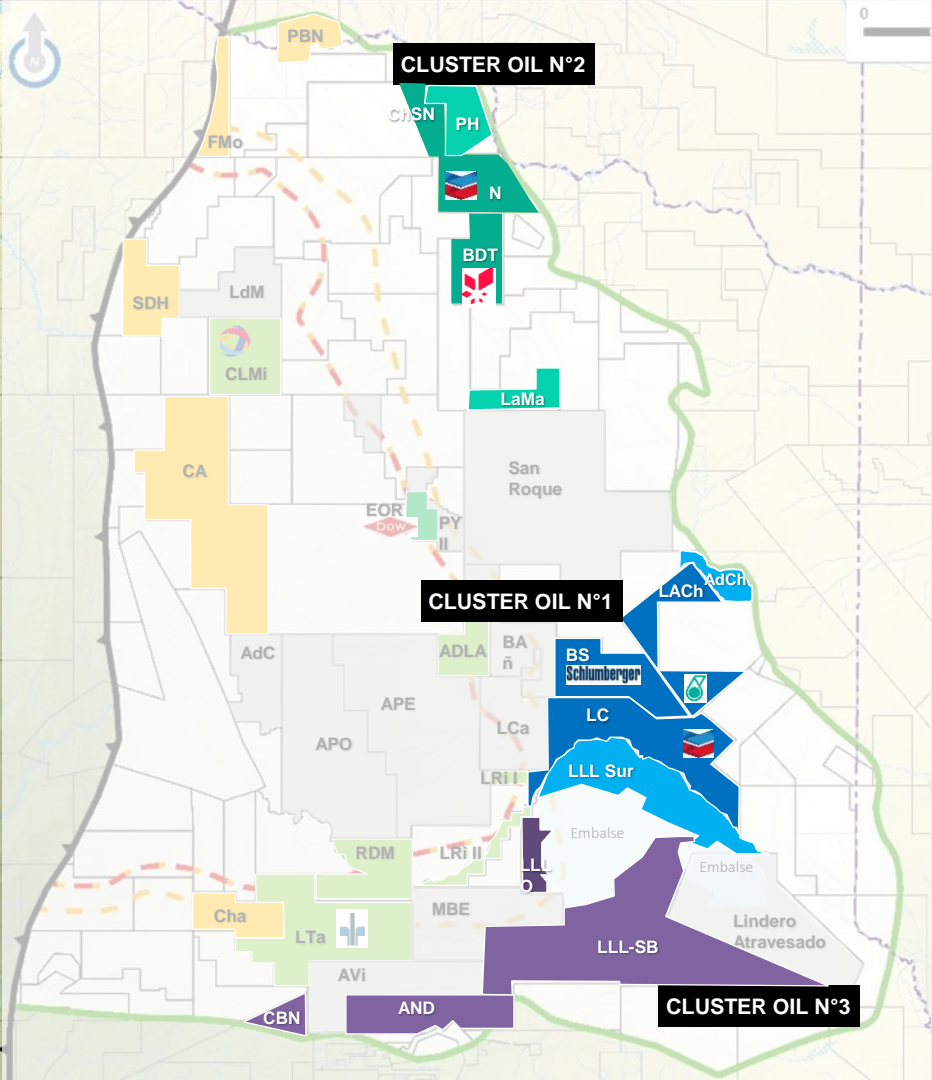 0
N
PBN
CLUSTER OIL N°2
ChSN
PH
FMo
N
BDT
SDH
LdM
CLMi
LaMa
CA
San
Roque
EOR
Dow
PY
II
CLUSTER OIL N°1
LACh
AdCh
AdC
ADLA
BA
ñ
BS
Schlumberger
APE
LC
APO
LCa
LRi I
LLL Sur
Embalse
RDM
LRi II
LLL
O
Embalse
Cha
MBE
Lindero
Atravesado
LTa
LLL-SB
AVi
CBN
AND
CLUSTER OIL N°3